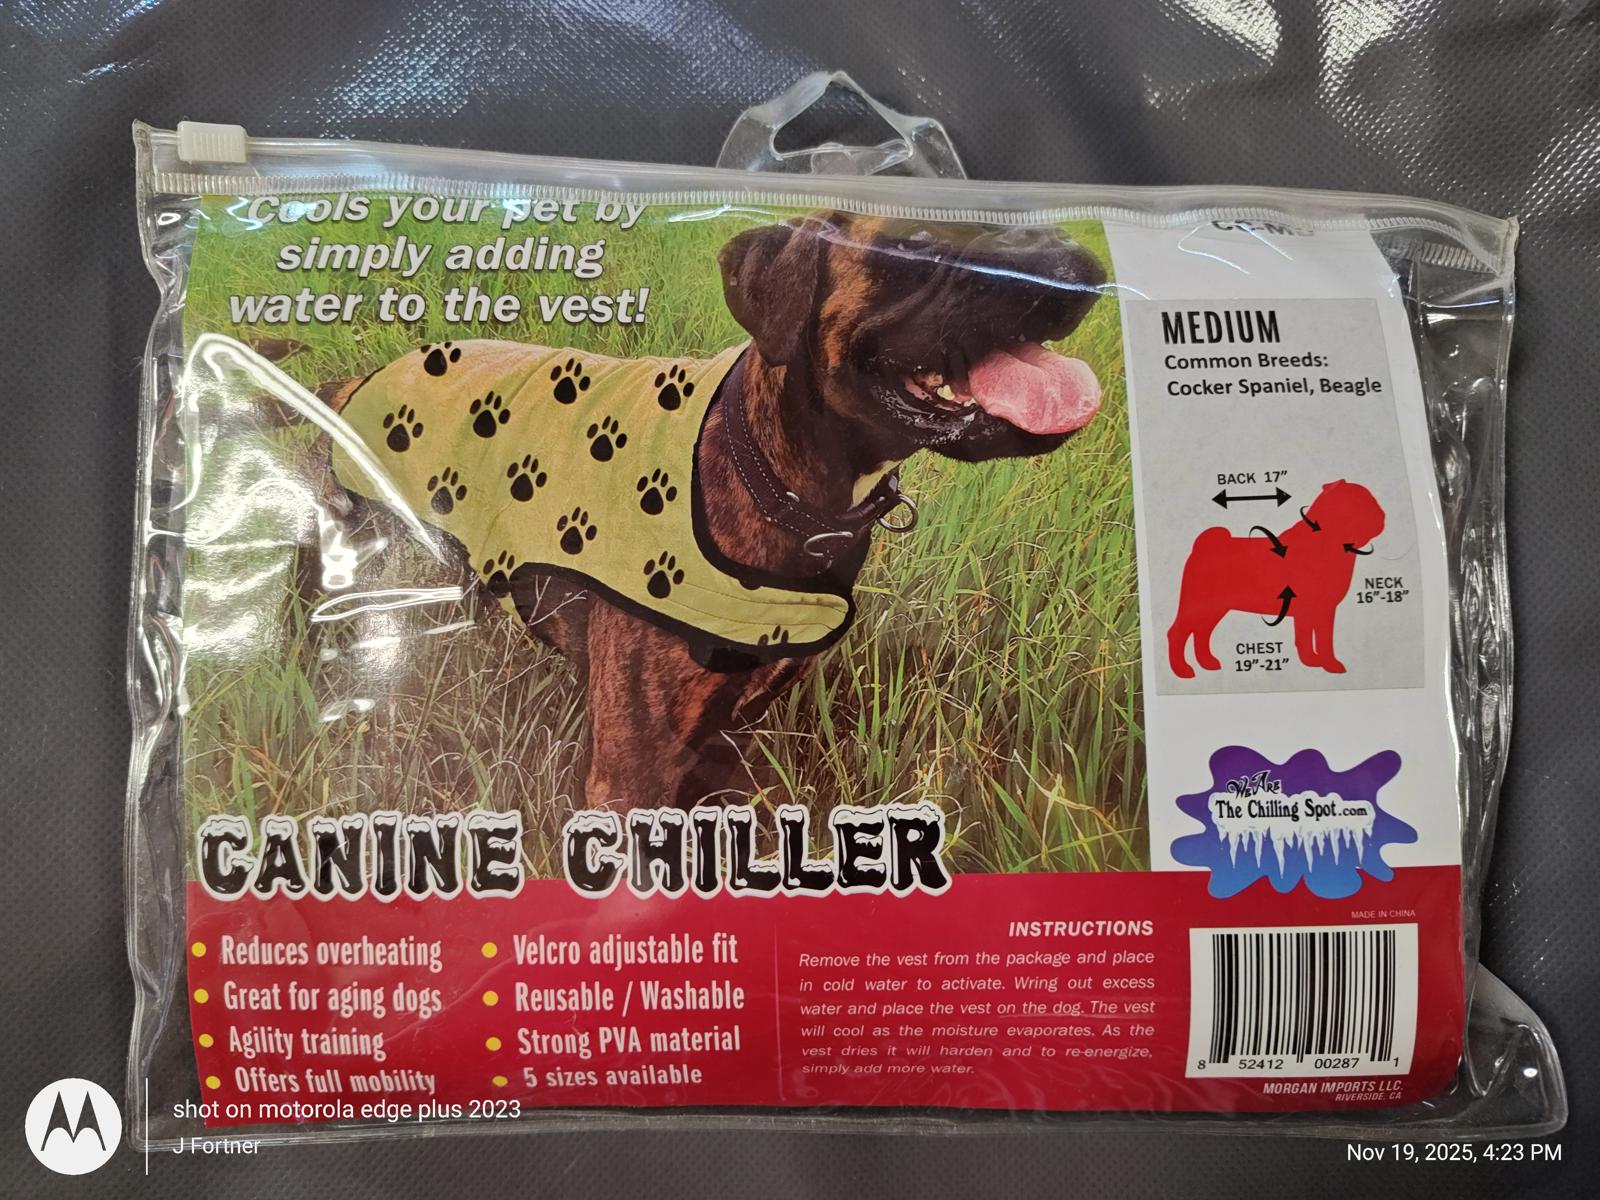 Cools your pet by
simply adding
water to the vest!
MEDIUM
Common Breeds:
Cocker Spaniel, Beagle
BACK 17"
NECK
16"-18"
CHEST
19"-21"
We Are
The Chilling Spot.com
CANINE CHILLER
• Reduces overheating
• Great for aging dogs
• Agility training
• Offers full mobility
• Velcro adjustable fit
• Reusable / Washable
• Strong PVA material
• 5 sizes available
INSTRUCTIONS
Remove the vest from the package and place
in cold water to activate. Wring out excess
water and place the vest on the dog. The vest
will cool as the moisture evaporates. As the
vest dries it will harden and to re-energize,
simply add more water.
MADE IN CHINA
8 52412 00287 1
MORGAN IMPORTS LLC.
RIVERSIDE, CA
shot on motorola edge plus 2023
J Fortner
Nov 19, 2025, 4:23 PM